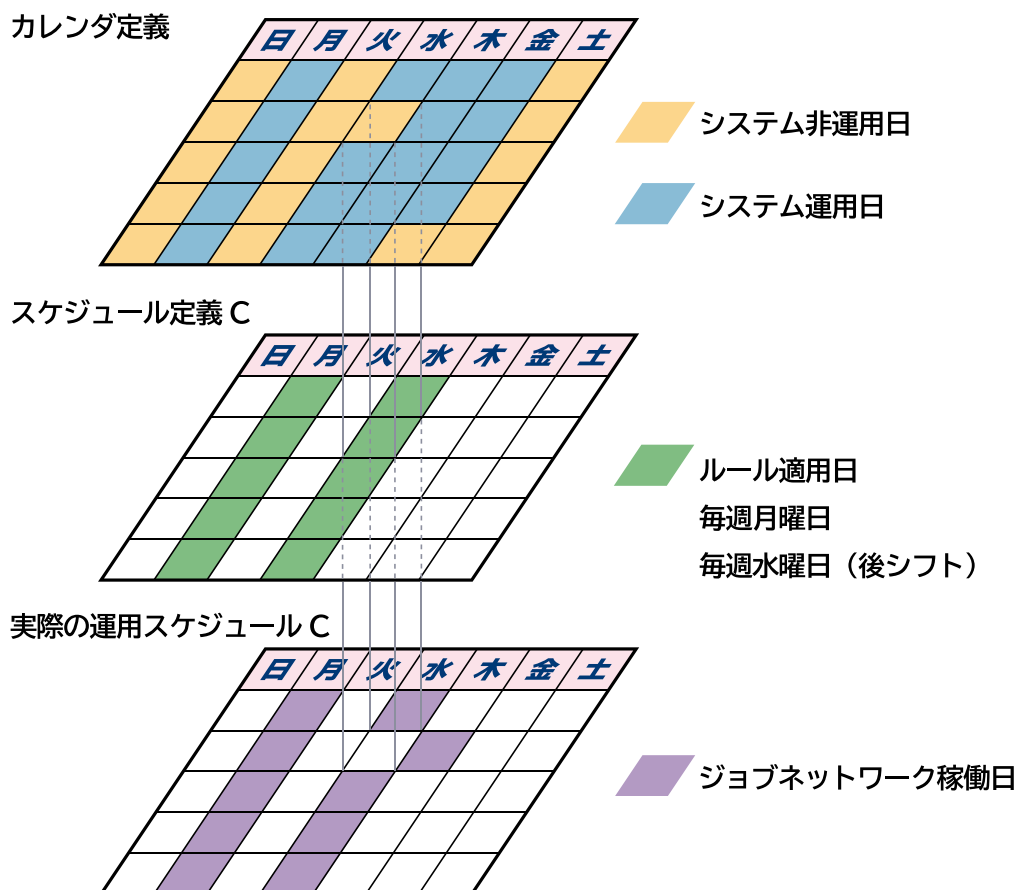 カレンダ定義
日 月 火 水 木 金 土
システム非運用日
システム運用日
スケジュール定義 C
日 月 火 水 木 金 土
ルール適用日
毎週月曜日
毎週水曜日（後シフト）
実際の運用スケジュール C
日 月 火 水 木 金 土
ジョブネットワーク稼働日